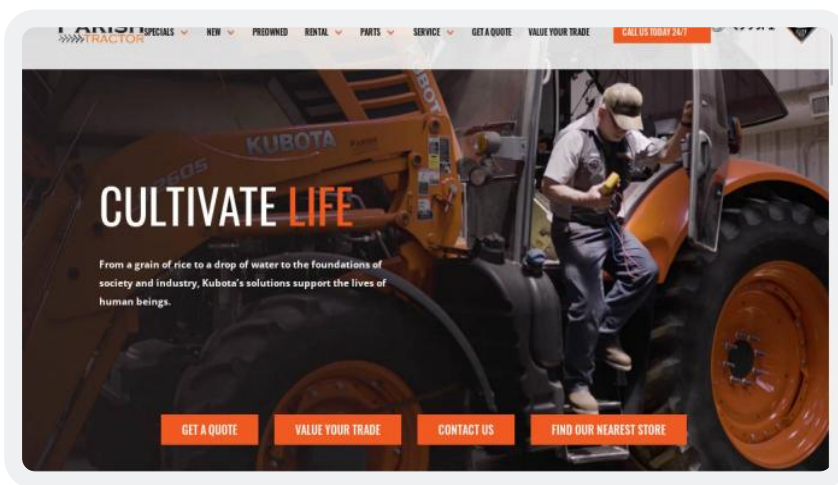 PARISH
TRACTOR
SPECIALS NEW PREOWNED RENTAL PARTS SERVICE GET A QUOTE VALUE YOUR TRADE CALL US TODAY 24/7
KUBOTA
CULTIVATE LIFE
From a grain of rice to a drop of water to the foundations of
society and industry, Kubota's solutions support the lives of
human beings.
GET A QUOTE VALUE YOUR TRADE CONTACT US FIND OUR NEAREST STORE